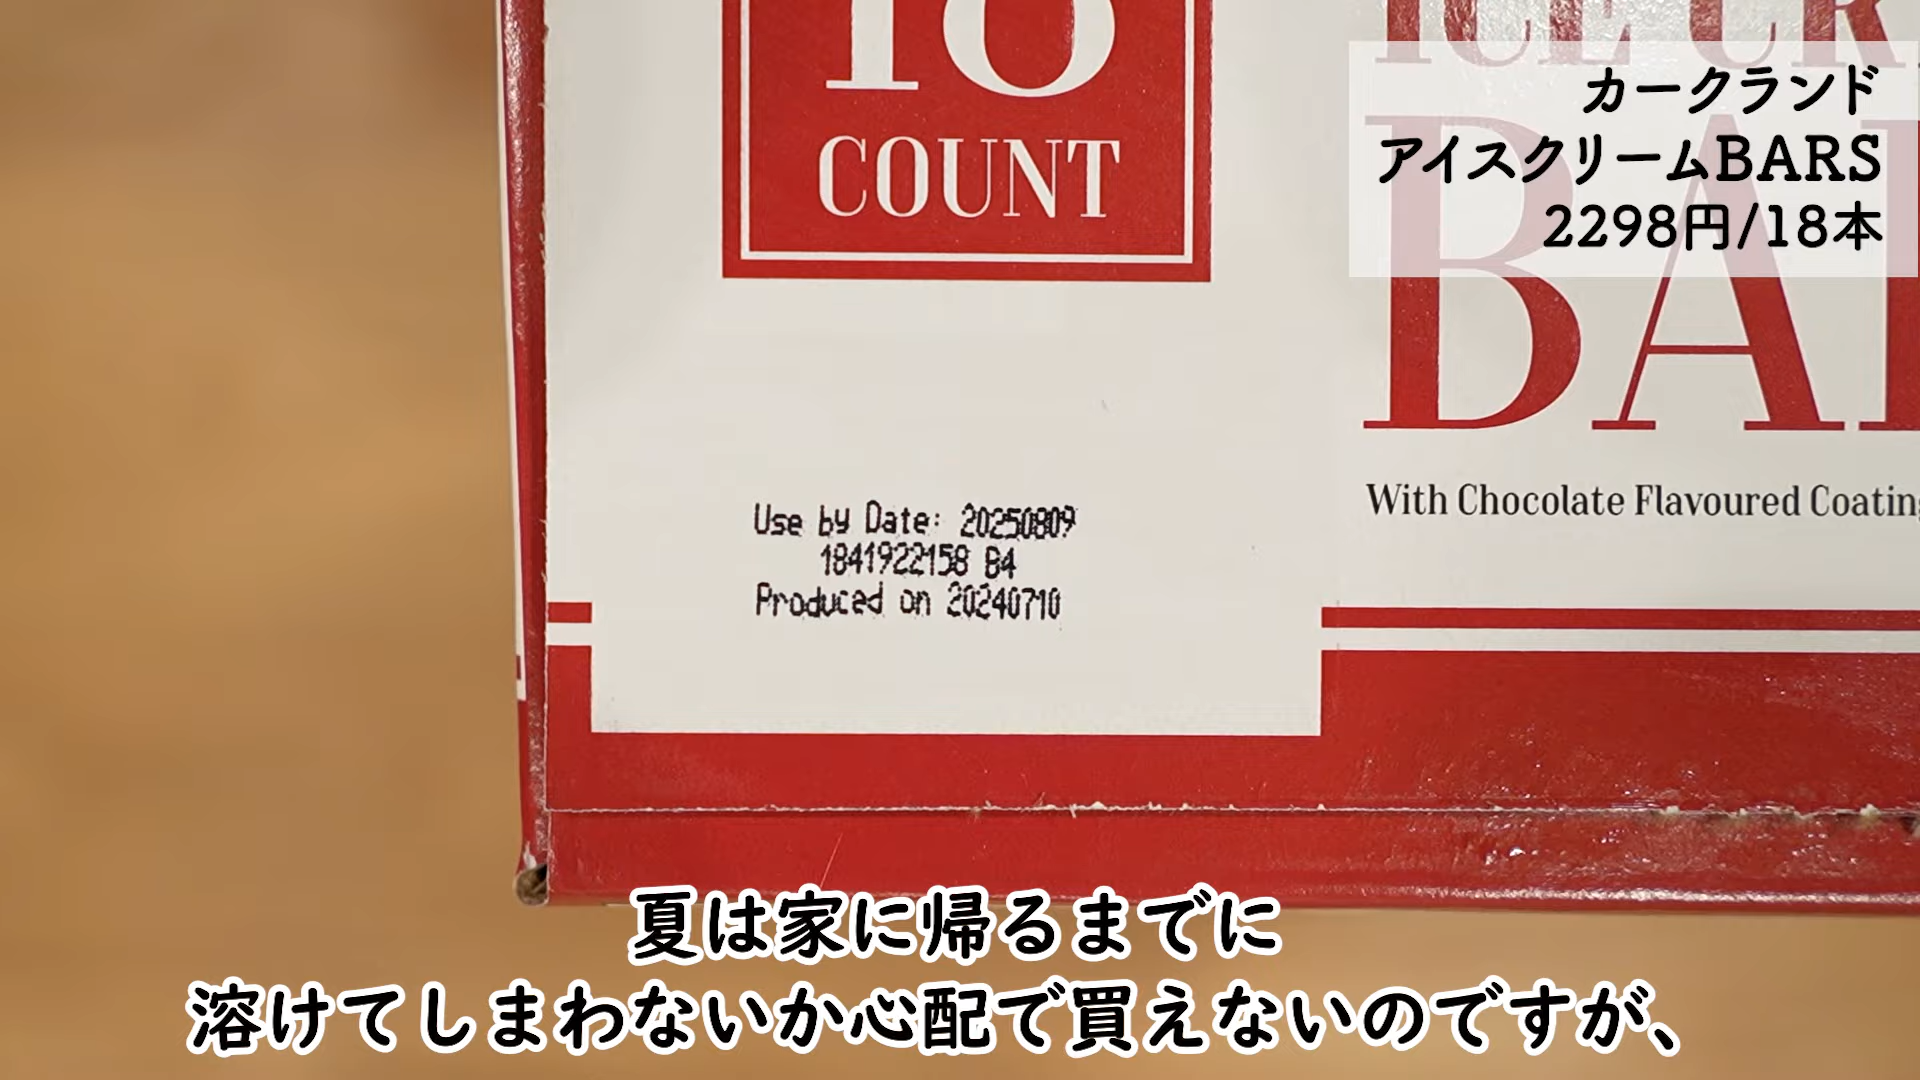 18
COUNT
ICE CR
カークランド
アイスクリームBARS
2298円/18本
BA
With Chocolate Flavoured Coating
Use by Date: 20250809
1841922158 B4
Produced on 20240710
夏は家に帰るまでに
溶けてしまわないか心配で買えないのですが、